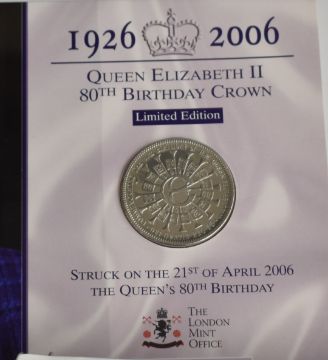 1926 2006
QUEEN ELIZABETH II
80TH BIRTHDAY CROWN
Limited Edition
STRUCK ON THE 21ST OF APRIL 2006
THE QUEEN'S 80TH BIRTHDAY
THE
LONDON
MINT
OFFICE